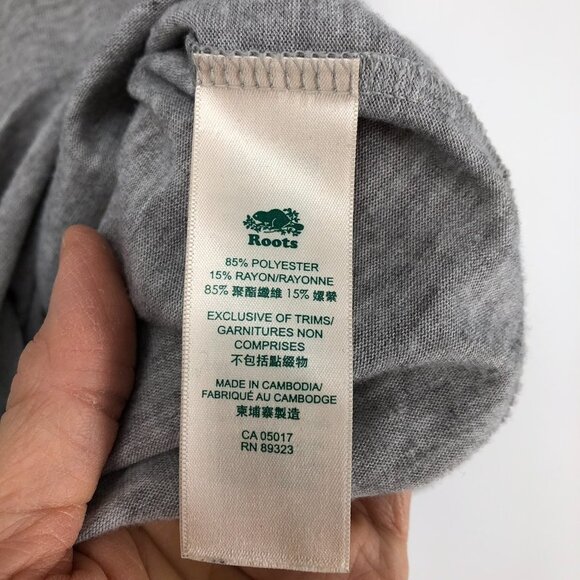 Roots
85% POLYESTER
15% RAYON/RAYONNE
85% 聚酯纖維 15% 嫘縈
EXCLUSIVE OF TRIMS/
GARNITURES NON
COMPRISES
不包括點綴物
MADE IN CAMBODIA/
FABRIQUÉ AU CAMBODGE
柬埔寨製造
CA 05017
RN 89323